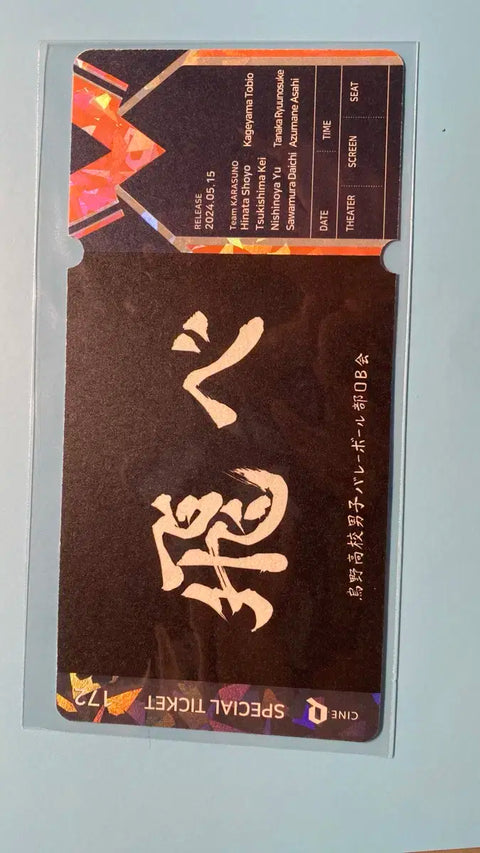 RELEASE
2024.05.15
Team KARASUNO
Hinata Shoyo Kageyama Tobio
Tsukishima Kei
Nishinoya Yu Tanaka Ryuunosuke
Sawamura Daichi Azumane Asahi
DATE TIME
THEATER SCREEN SEAT
飛べ
烏野高校男子バレーボール部OB会
172
SPECIAL TICKET
CINE Q